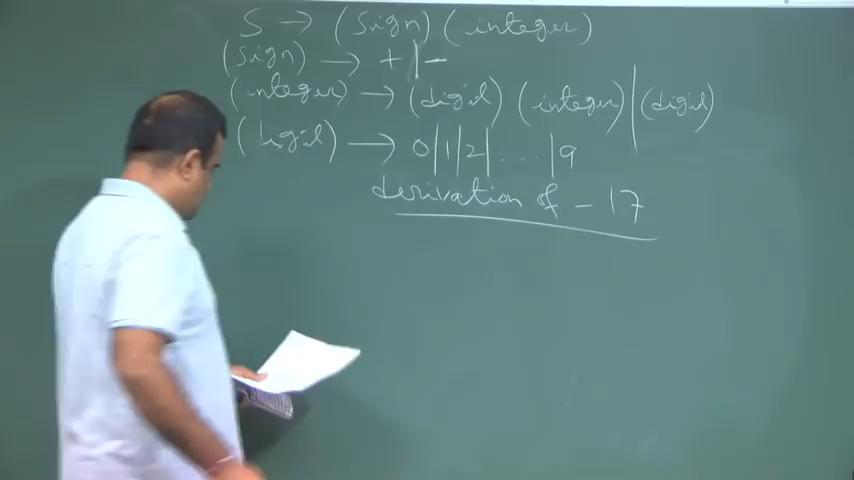 S → (sign) (integer)
(sign) → + | -
(integer) → (digit) (integer) | (digit)
(digit) → 0|1|2| .... |9
derivation of - 17